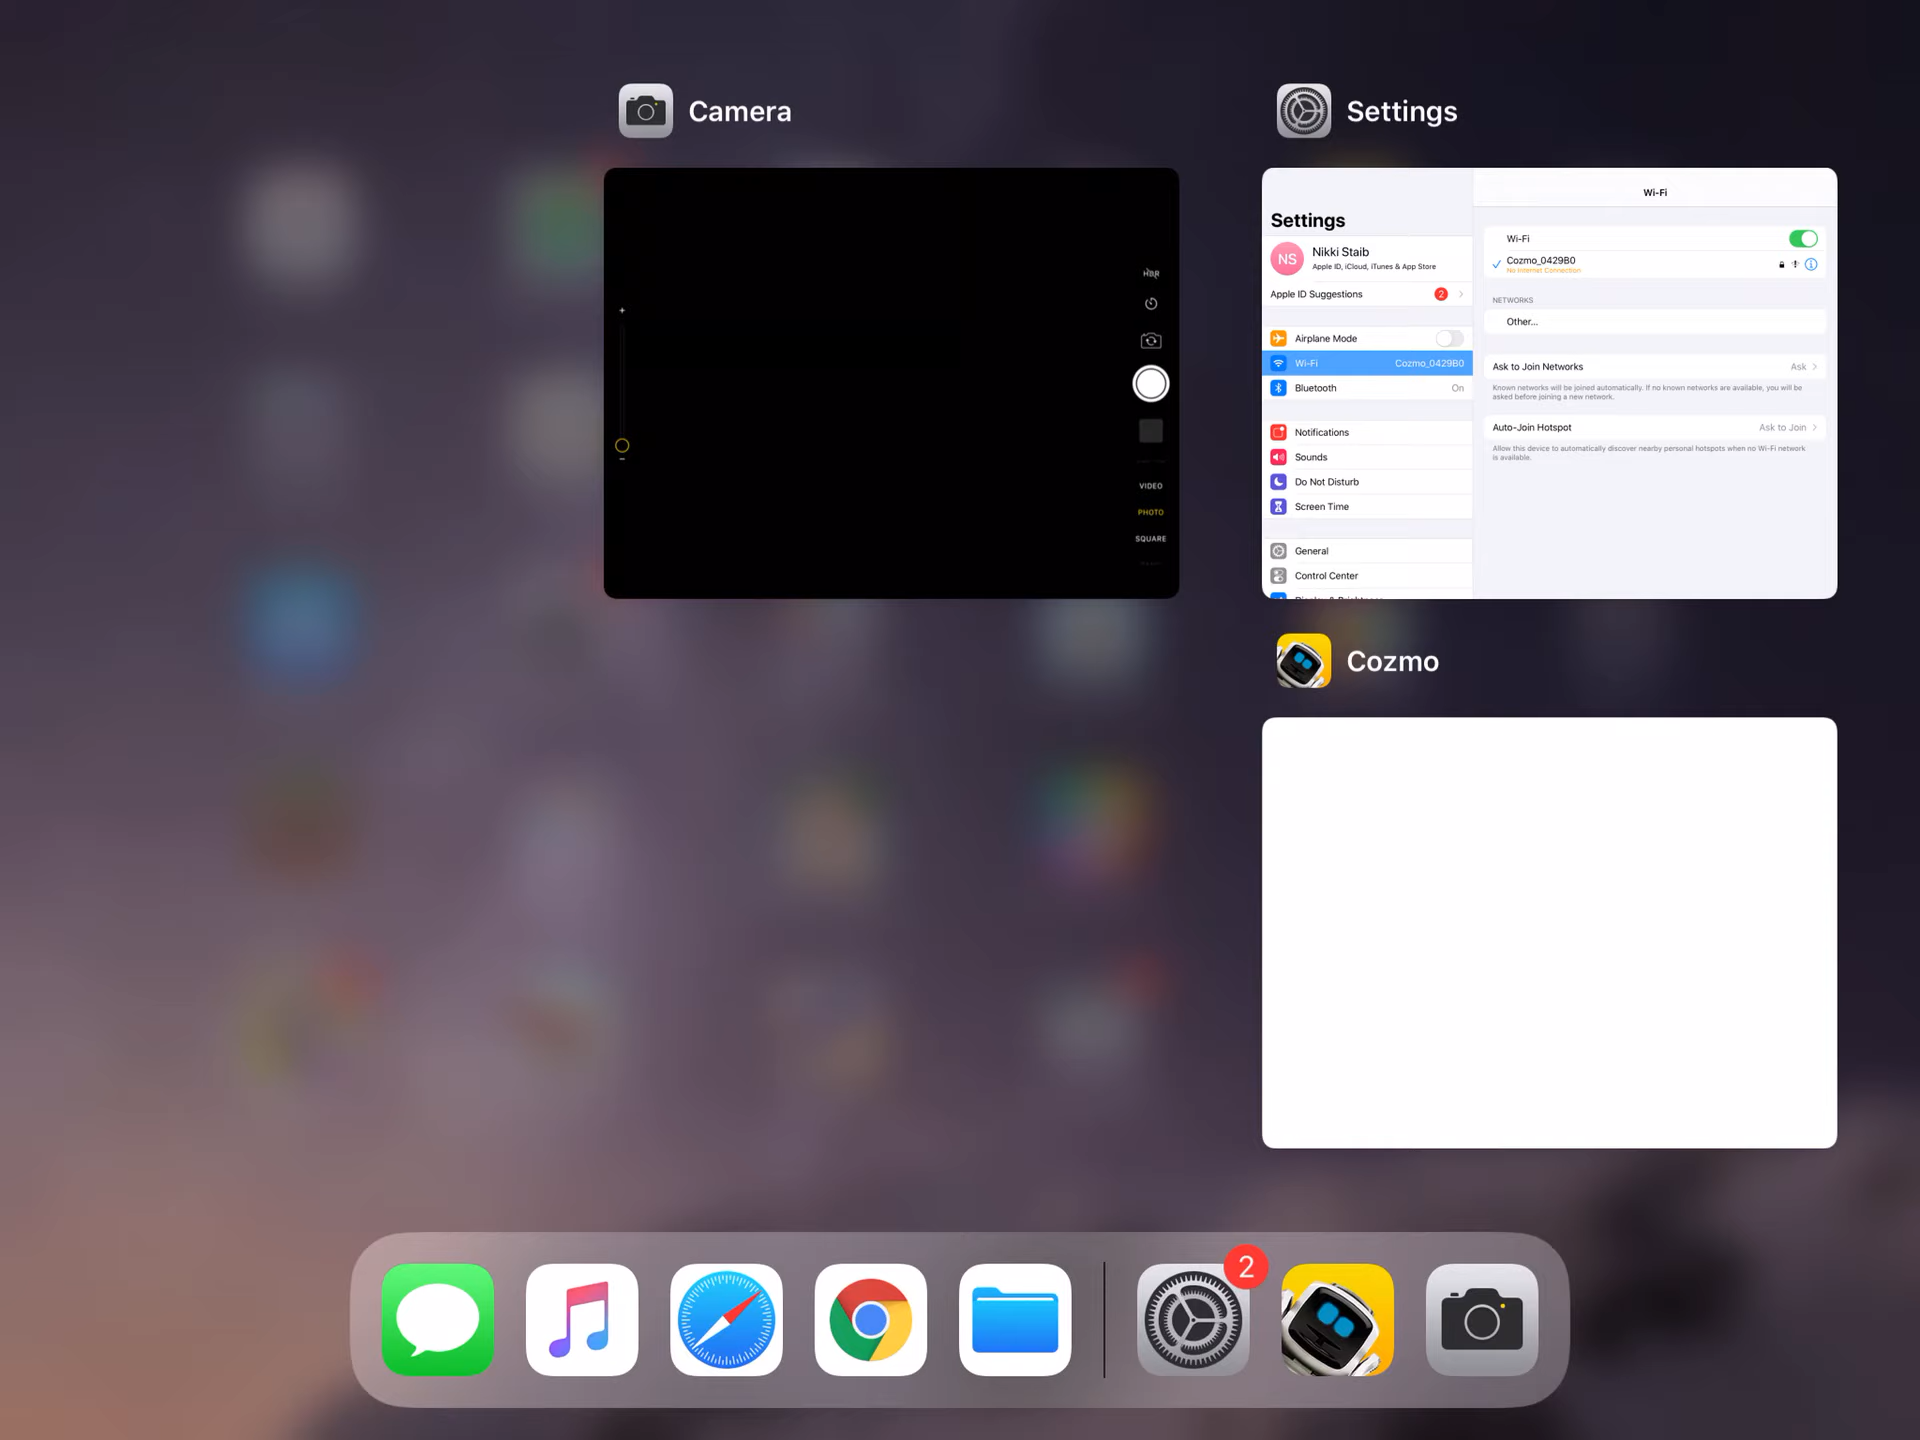 Camera
HDR
+
VIDEO
PHOTO
SQUARE
Settings
Settings
NS
Nikki Staib
Apple ID, iCloud, iTunes & App Store
Apple ID Suggestions 2
Airplane Mode
Wi-Fi Cozmo_0429B0
Bluetooth On
Notifications
Sounds
Do Not Disturb
Screen Time
General
Control Center
Wi-Fi
Wi-Fi
Cozmo_0429B0
No Internet Connection
NETWORKS
Other...
Ask to Join Networks Ask
Known networks will be joined automatically. If no known networks are available, you will be
asked before joining a new network.
Auto-Join Hotspot Ask to Join
Allow this device to automatically discover nearby personal hotspots when no Wi-Fi network
is available.
Cozmo
2